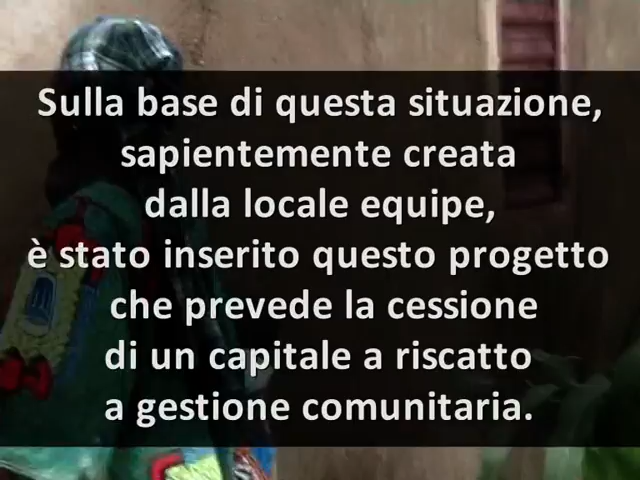 Sulla base di questa situazione,
sapientemente creata
dalla locale equipe,
è stato inserito questo progetto
che prevede la cessione
di un capitale a riscatto
a gestione comunitaria.